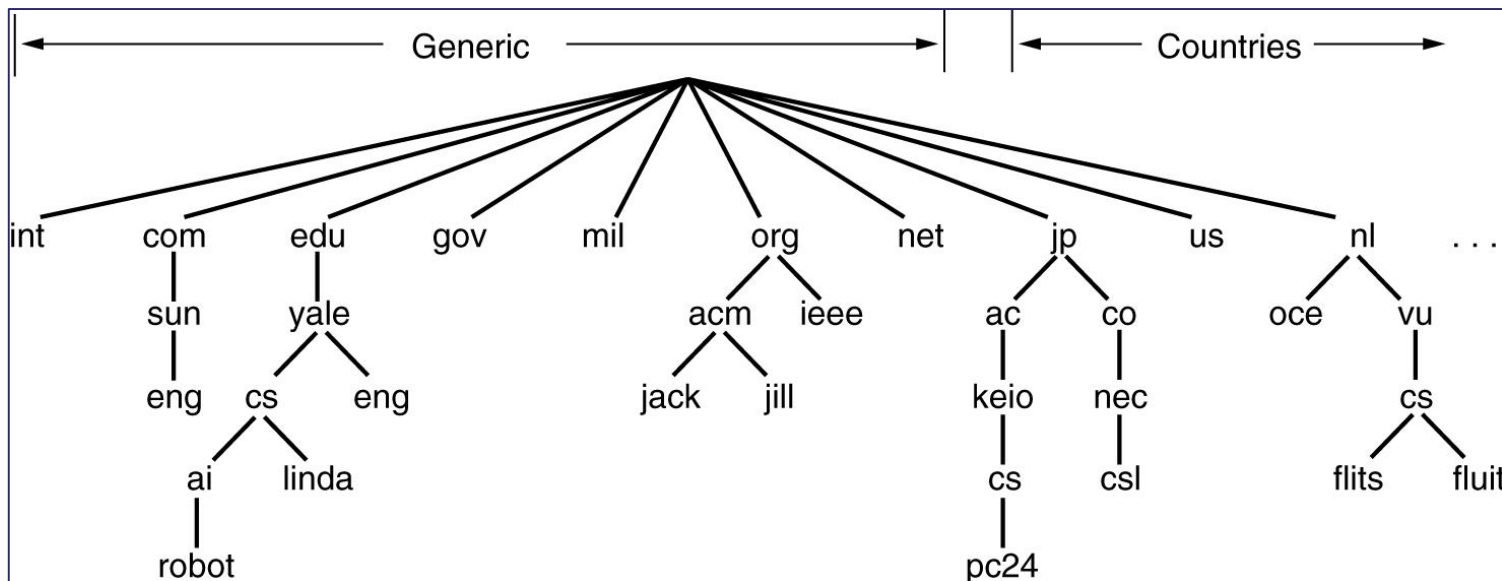 Generic Countries
int com edu gov mil org net jp us nl . . .
sun yale acm ieee ac co oce vu
eng cs eng jack jill keio nec cs
ai linda cs csl flits fluit
robot pc24